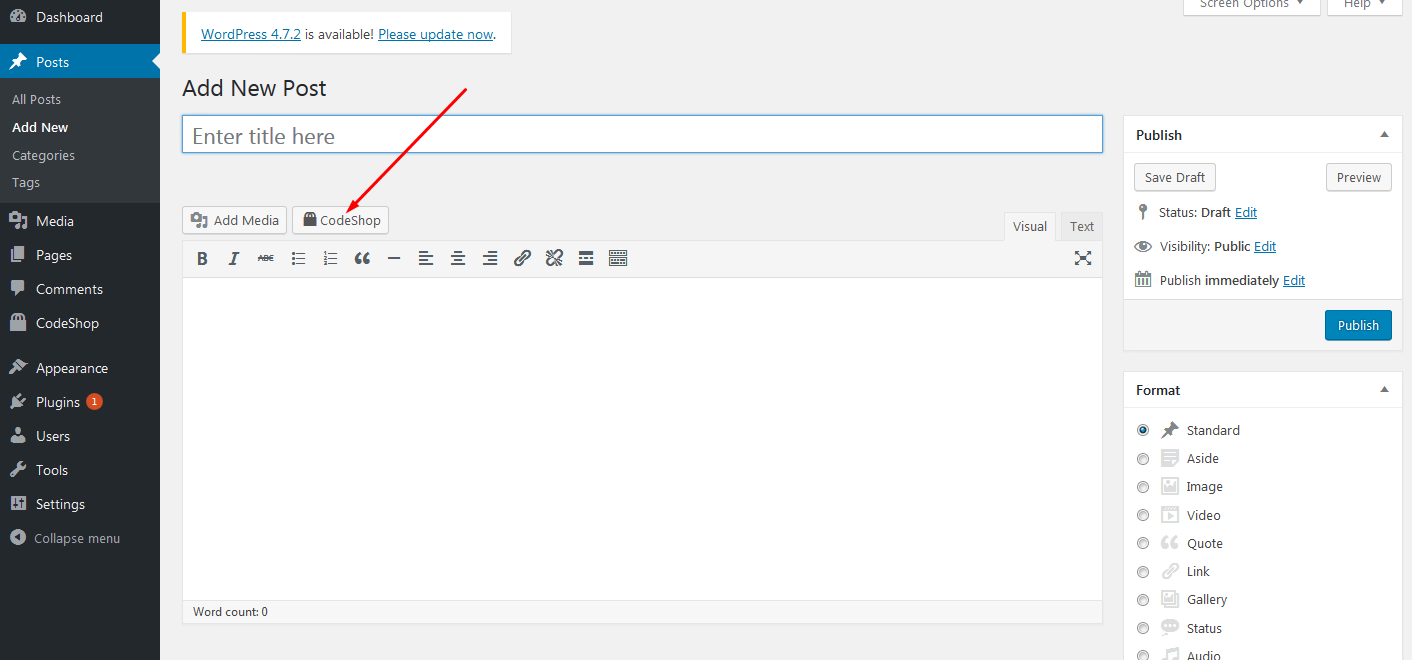 Dashboard
Posts
All Posts
Add New
Categories
Tags
Media
Pages
Comments
CodeShop
Appearance
Plugins 1
Users
Tools
Settings
Collapse menu
Screen Options
Help
WordPress 4.7.2 is available! Please update now.
Add New Post
Enter title here
Add Media
CodeShop
Visual
Text
B I ABC
Word count: 0
Publish
Save Draft
Preview
Status: Draft Edit
Visibility: Public Edit
Publish immediately Edit
Publish
Format
Standard
Aside
Image
Video
Quote
Link
Gallery
Status
Audio